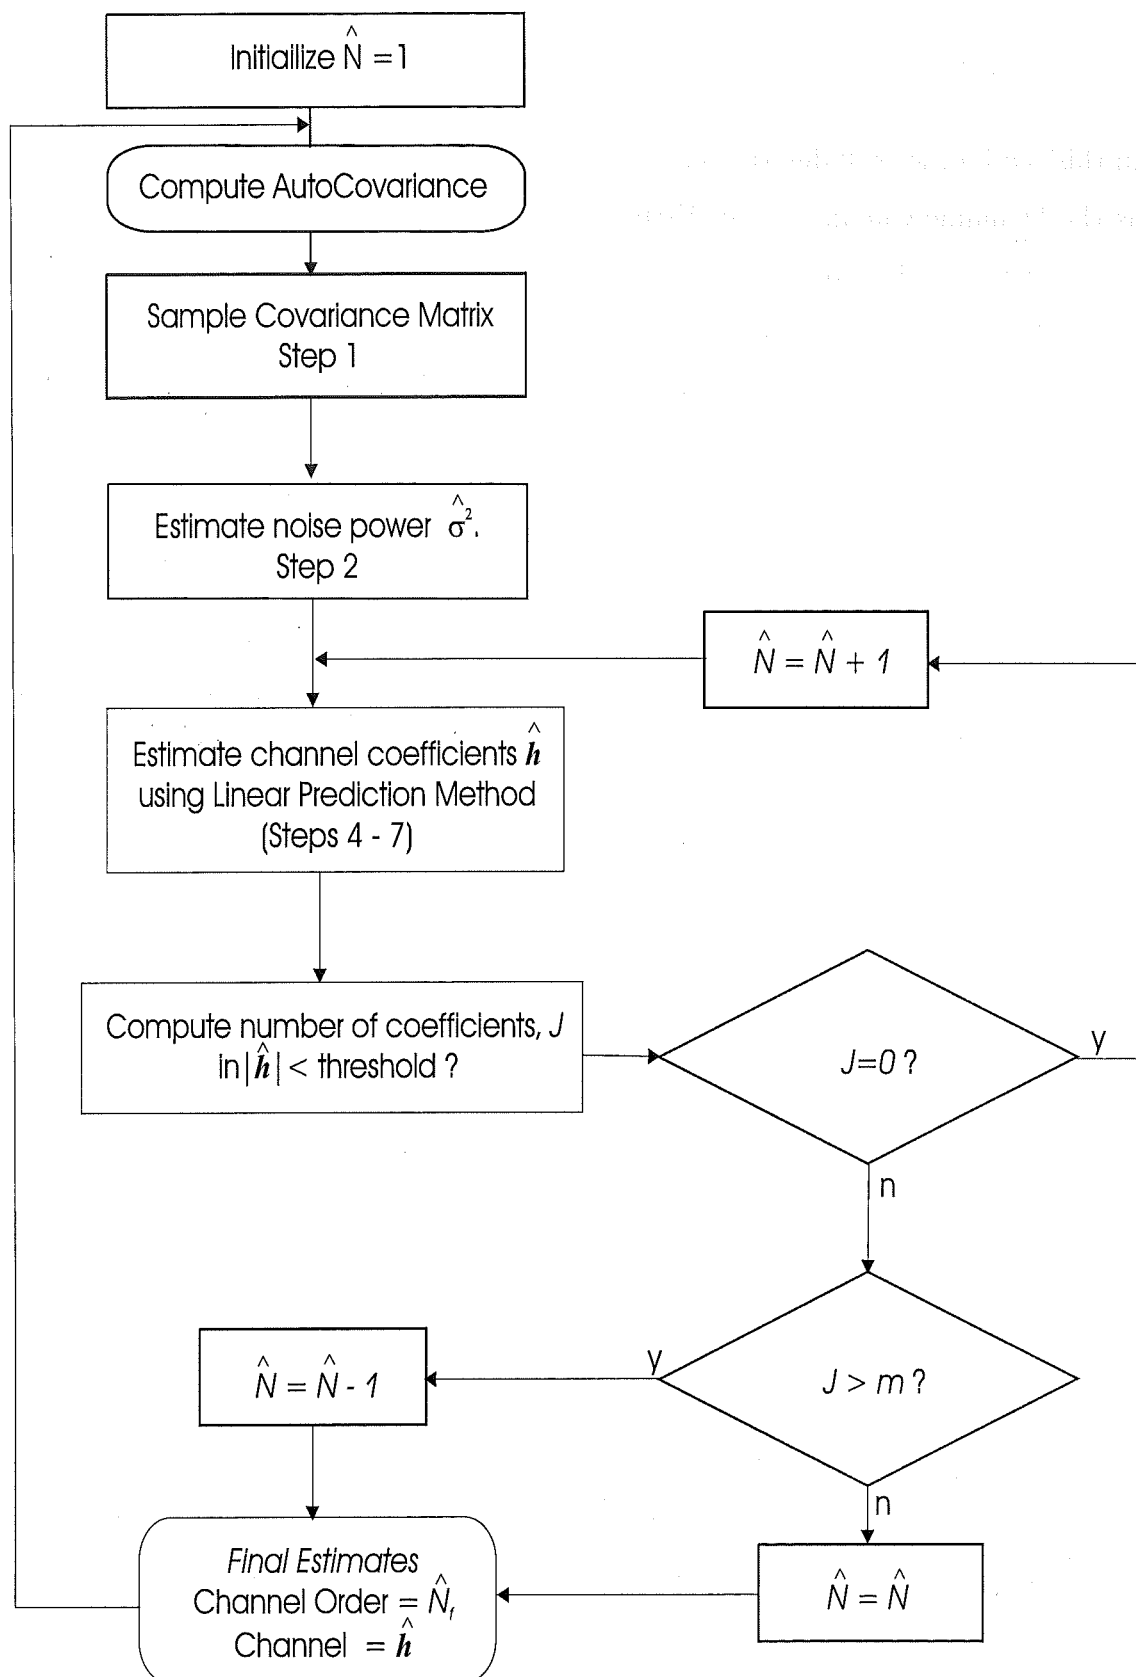 Initiailize N̂ = 1
Compute AutoCovariance
Sample Covariance Matrix
Step 1
Estimate noise power σ̂².
Step 2
N̂ = N̂ + 1
Estimate channel coefficients ĥ
using Linear Prediction Method
(Steps 4 - 7)
Compute number of coefficients, J
in |ĥ| < threshold ?
J=0 ?
y
n
J > m ?
y
n
N̂ = N̂ - 1
N̂ = N̂
Final Estimates
Channel Order = N̂f
Channel = ĥ